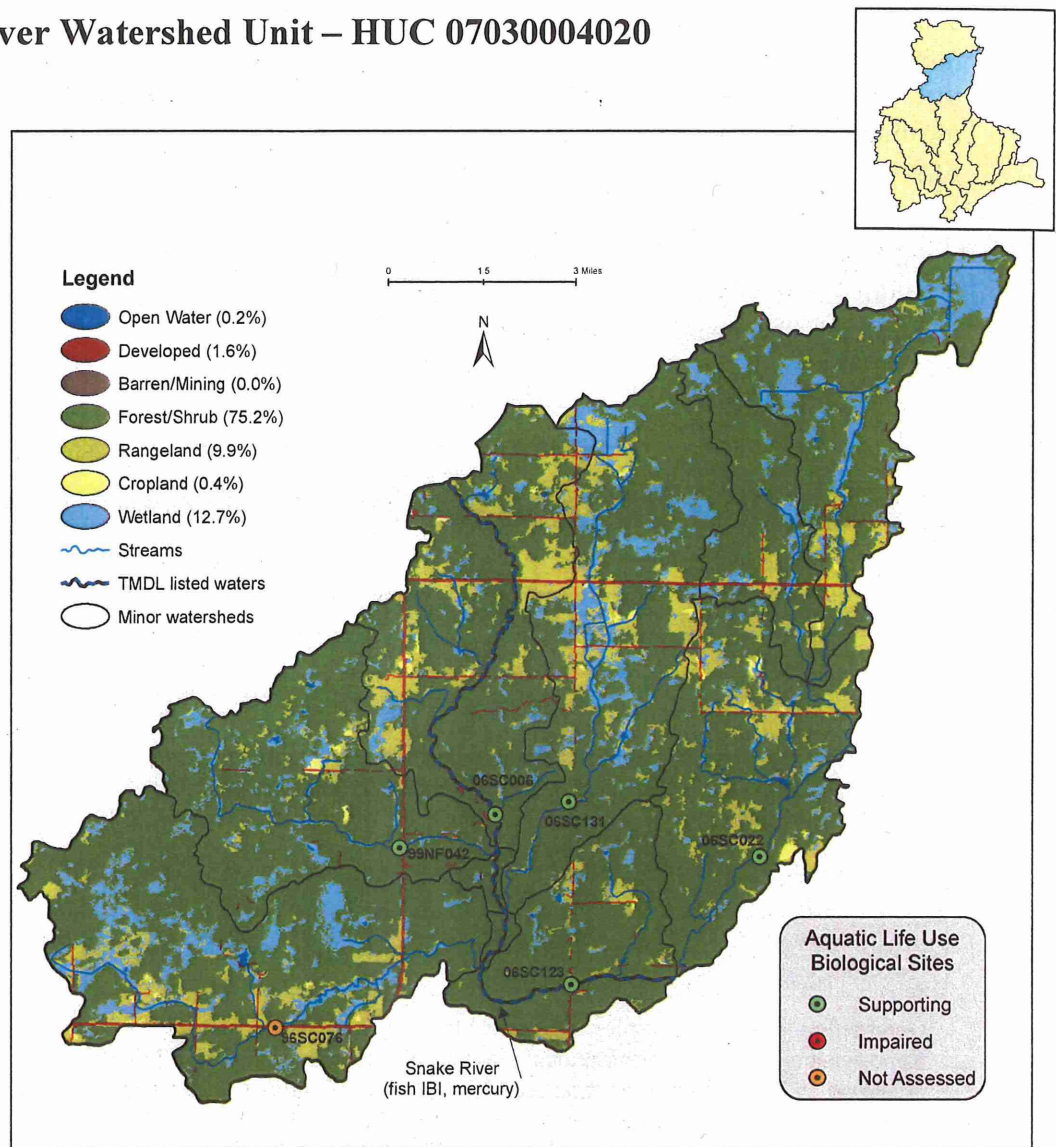 ver Watershed Unit – HUC 07030004020
Legend
Open Water (0.2%)
Developed (1.6%)
Barren/Mining (0.0%)
Forest/Shrub (75.2%)
Rangeland (9.9%)
Cropland (0.4%)
Wetland (12.7%)
Streams
TMDL listed waters
Minor watersheds
0 1.5 3 Miles
N
06SC006
06SC131
99NF042
06SC022
06SC123
96SC076
Snake River
(fish IBI, mercury)
Aquatic Life Use
Biological Sites
Supporting
Impaired
Not Assessed